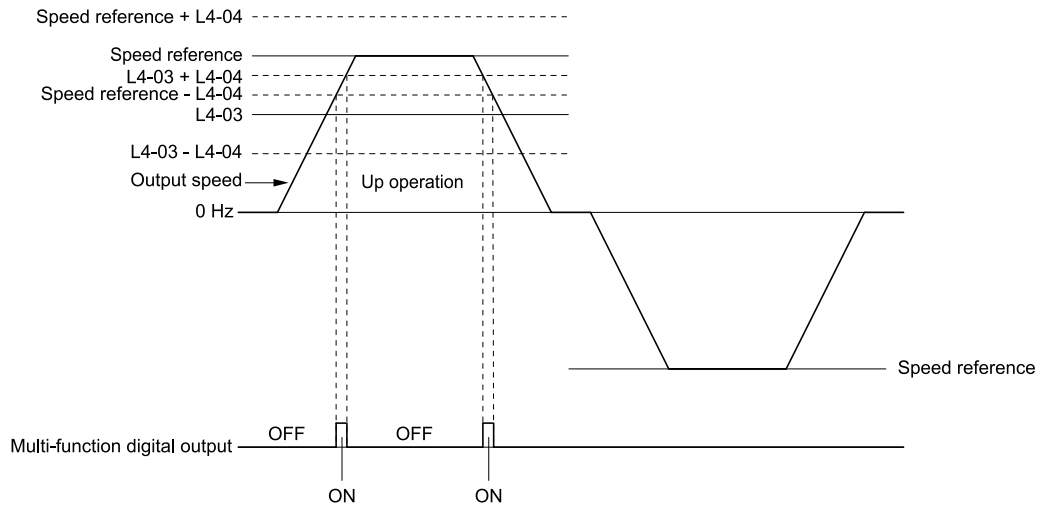 Speed reference + L4-04
Speed reference
L4-03 + L4-04
Speed reference - L4-04
L4-03
L4-03 - L4-04
Output speed
Up operation
0 Hz
Speed reference
Multi-function digital output
OFF
OFF
ON
ON